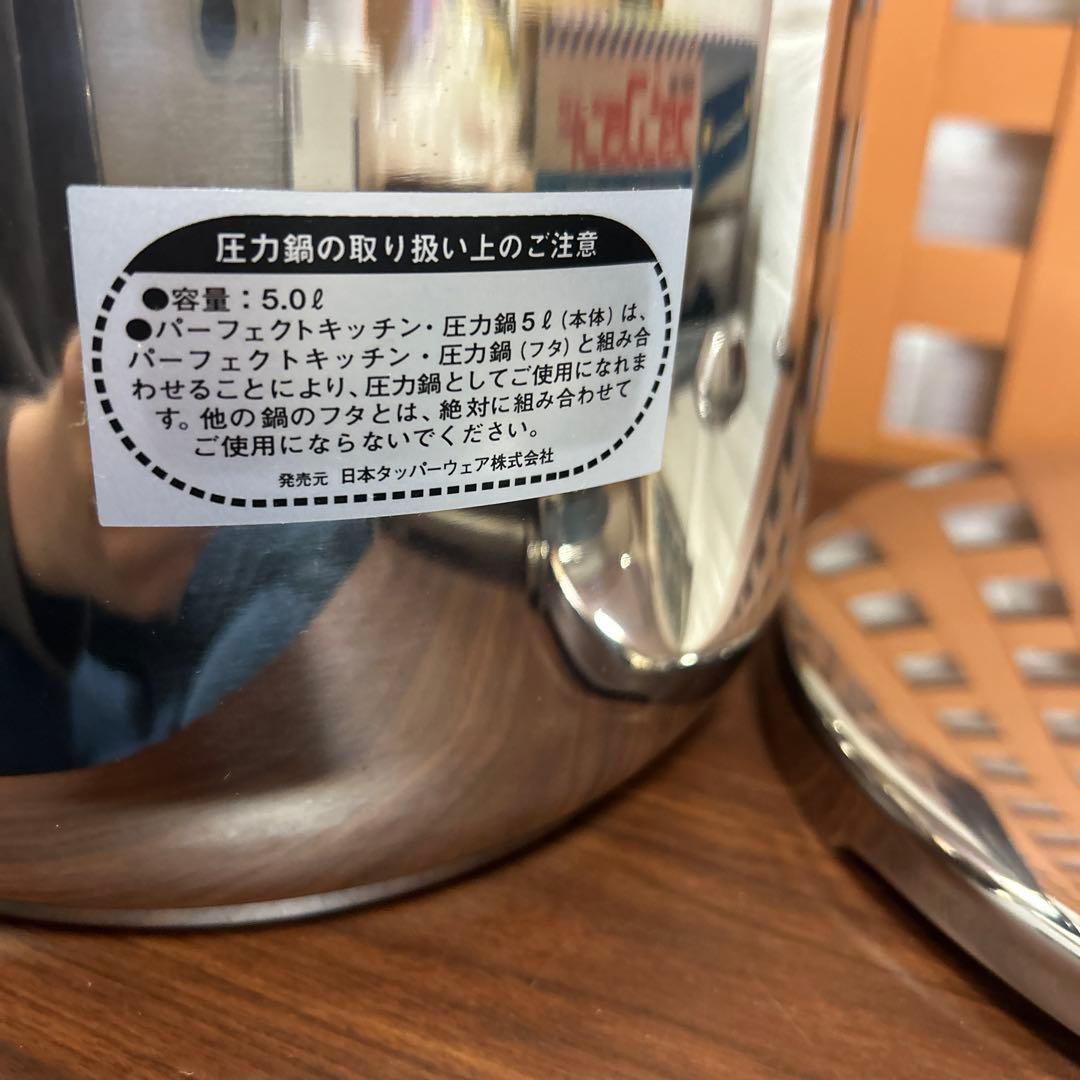 圧力鍋の取り扱い上のご注意
●容量：5.0ℓ
●パーフェクトキッチン・圧力鍋5ℓ(本体)は、
パーフェクトキッチン・圧力鍋(フタ)と組み合
わせることにより、圧力鍋としてご使用になれま
す。他の鍋のフタとは、絶対に組み合わせて
ご使用にならないでください。
発売元 日本タッパーウェア株式会社